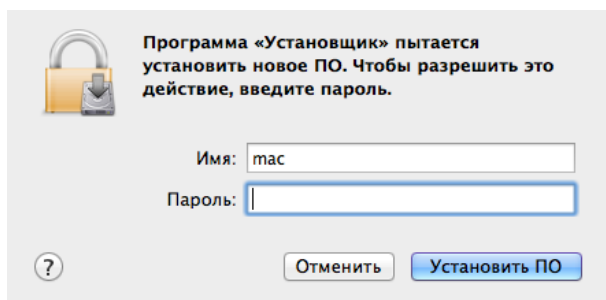 Программа «Установщик» пытается
установить новое ПО. Чтобы разрешить это
действие, введите пароль.
Имя: mac
Пароль:
? Отменить Установить ПО